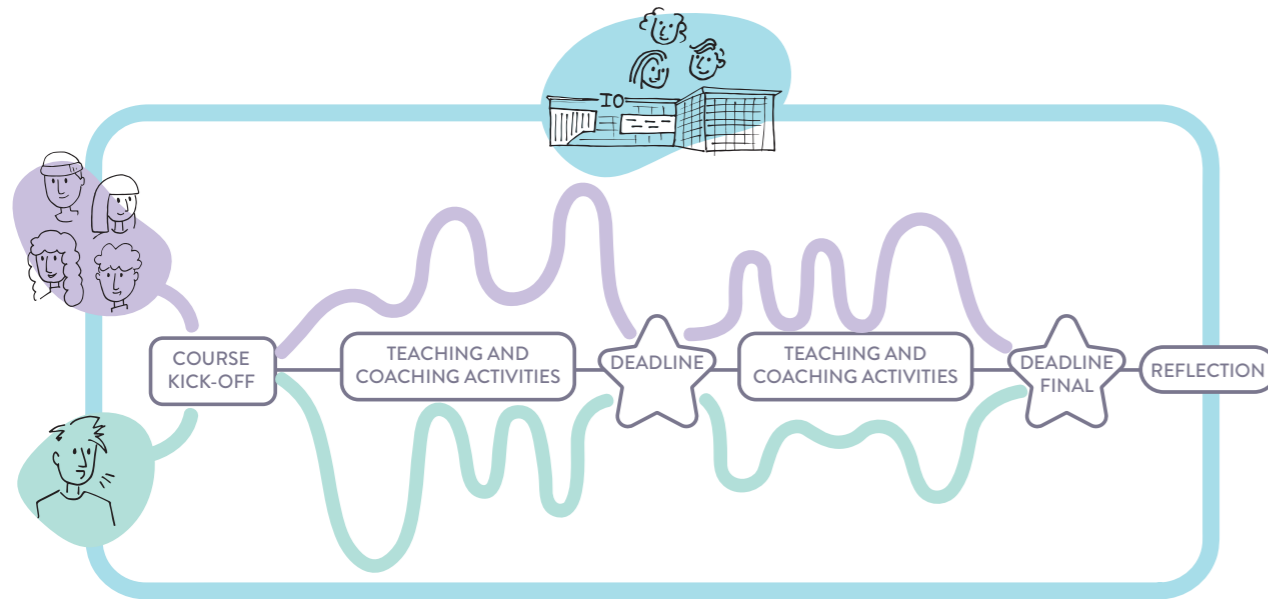 IO
COURSE
KICK-OFF
TEACHING AND
COACHING ACTIVITIES
DEADLINE
TEACHING AND
COACHING ACTIVITIES
DEADLINE
FINAL
REFLECTION